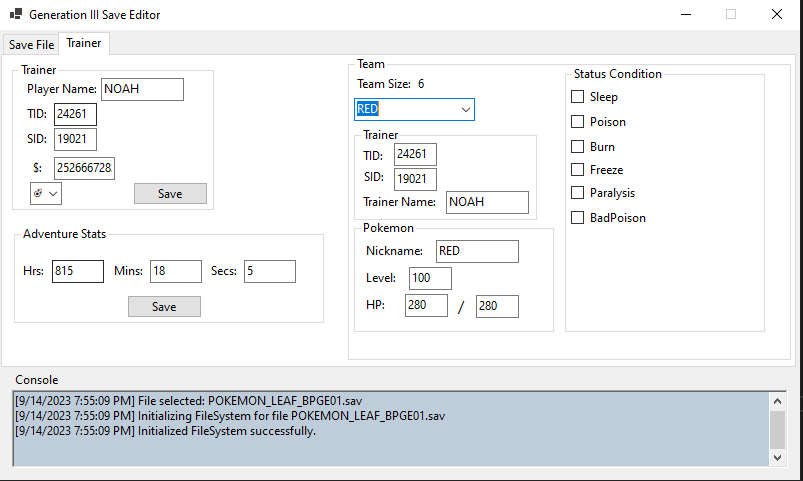 Generation III Save Editor
Save File
Trainer
Trainer
Player Name: NOAH
TID: 24261
SID: 19021
$: 252666728
Save
Adventure Stats
Hrs: 815 Mins: 18 Secs: 5
Save
Team
Team Size: 6
RED
Trainer
TID: 24261
SID: 19021
Trainer Name: NOAH
Pokemon
Nickname: RED
Level: 100
HP: 280 / 280
Status Condition
Sleep
Poison
Burn
Freeze
Paralysis
BadPoison
Console
[9/14/2023 7:55:09 PM] File selected: POKEMON_LEAF_BPGE01.sav
[9/14/2023 7:55:09 PM] Initializing FileSystem for file POKEMON_LEAF_BPGE01.sav
[9/14/2023 7:55:09 PM] Initialized FileSystem successfully.